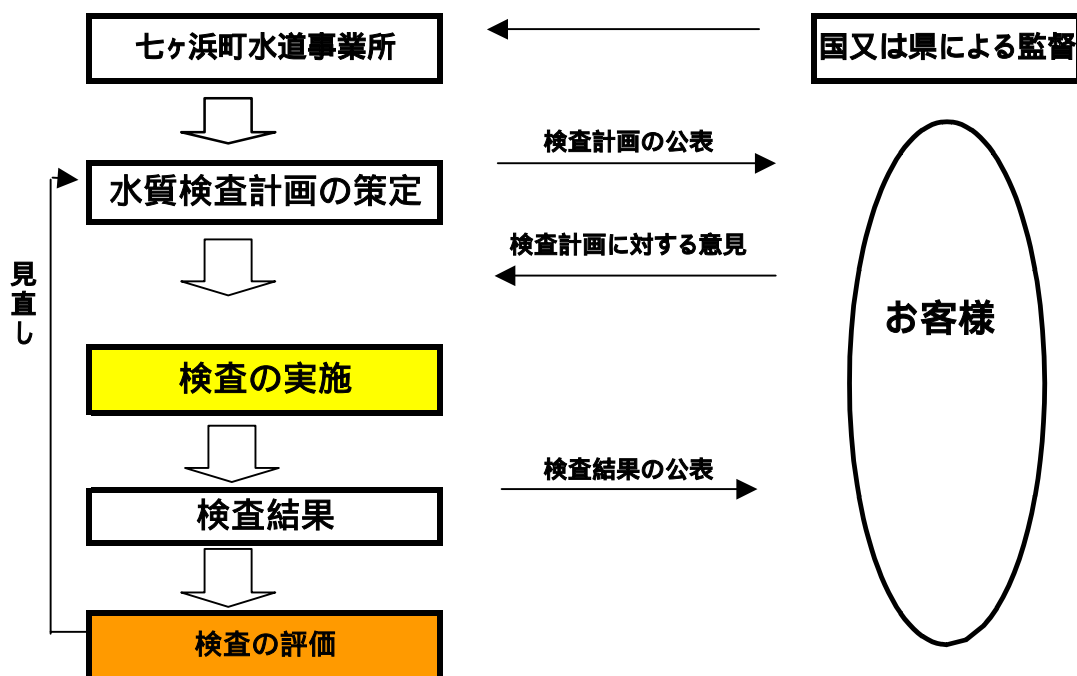 七ヶ浜町水道事業所
国又は県による監督
検査計画の公表
水質検査計画の策定
検査計画に対する意見
見直し
お客様
検査の実施
検査結果の公表
検査結果
検査の評価